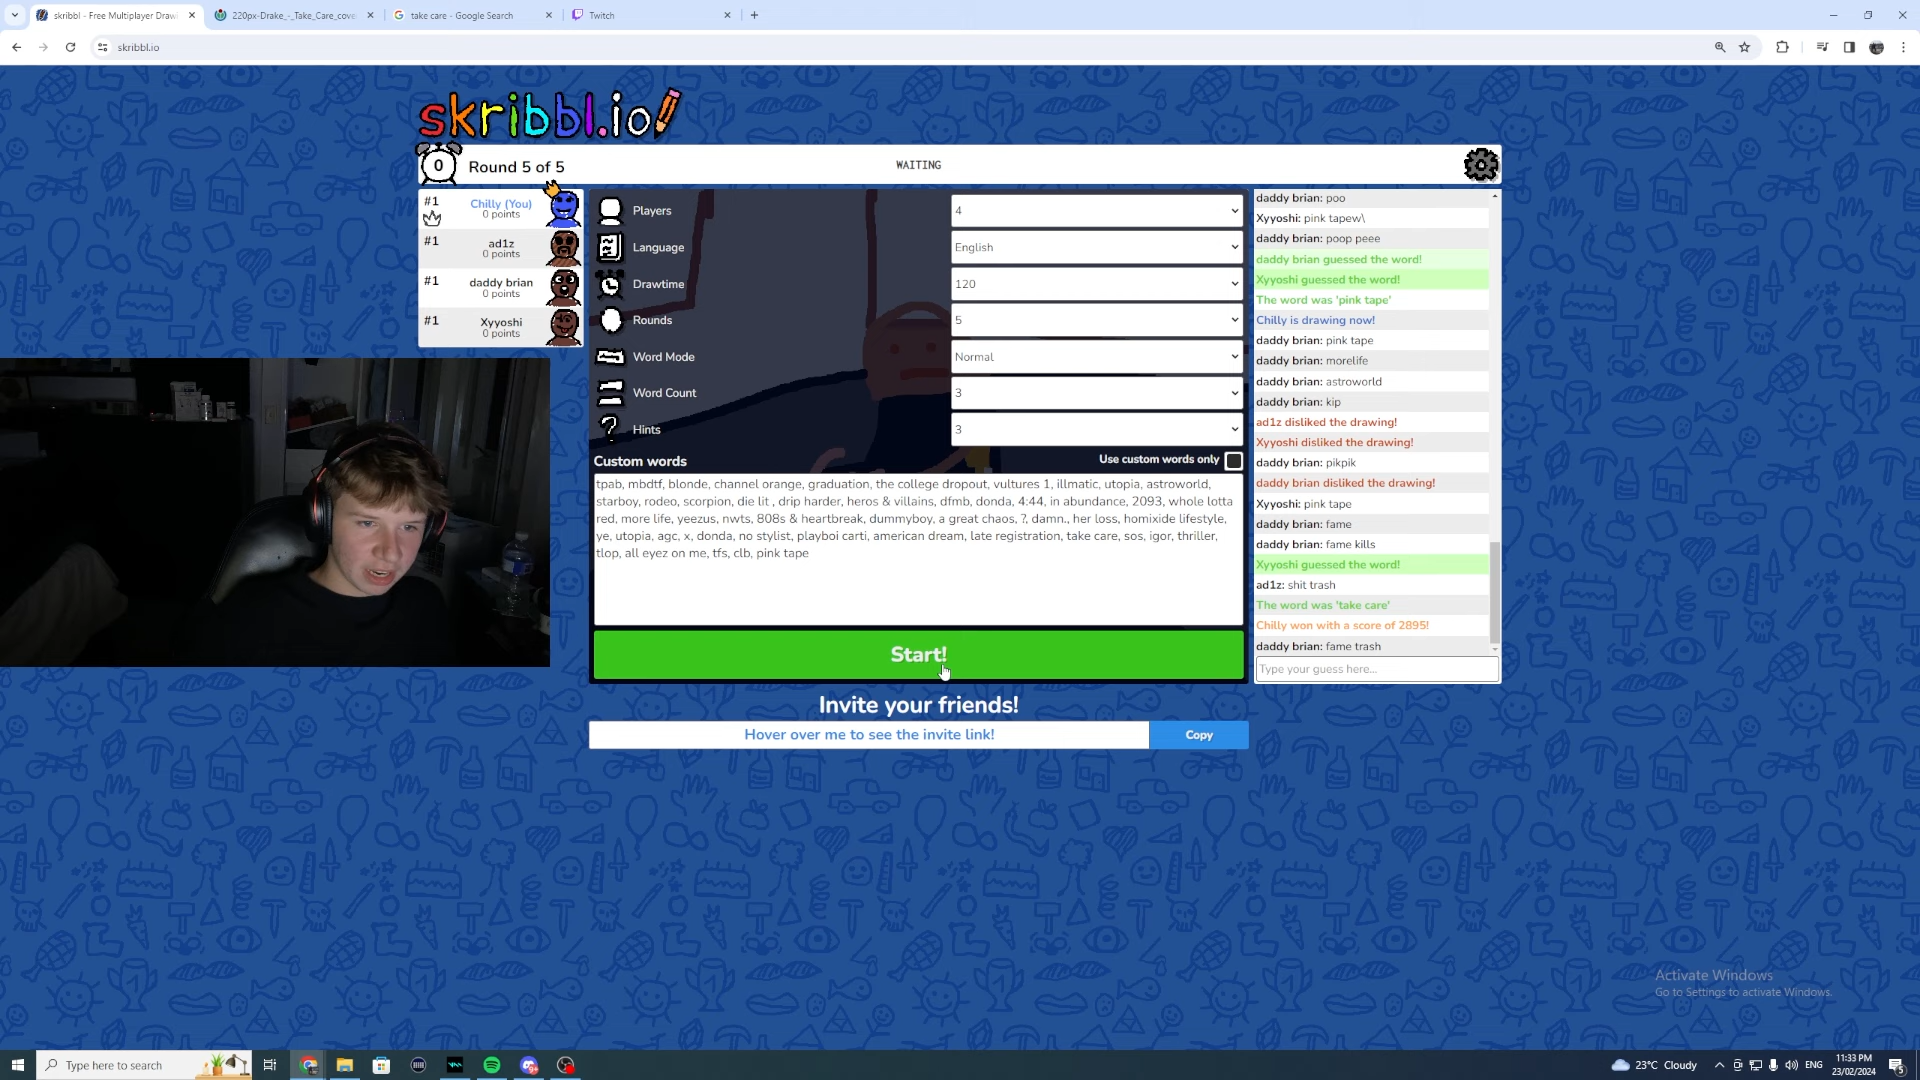 skribbl - Free Multiplayer Drawi
220px-Drake_-_Take_Care_cove
take care - Google Search
Twitch
skribbl.io
skribbl.io
0
Round 5 of 5
WAITING
#1
Chilly (You)
0 points
#1
ad1z
0 points
#1
daddy brian
0 points
#1
Xyyoshi
0 points
Players
4
Language
English
Drawtime
120
Rounds
5
Word Mode
Normal
Word Count
3
Hints
3
Custom words
Use custom words only
tpab, mbdtf, blonde, channel orange, graduation, the college dropout, vultures 1, illmatic, utopia, astroworld,
starboy, rodeo, scorpion, die lit , drip harder, heros & villains, dfmb, donda, 4:44, in abundance, 2093, whole lotta
red, more life, yeezus, nwts, 808s & heartbreak, dummyboy, a great chaos, ?, damn., her loss, homixide lifestyle,
ye, utopia, agc, x, donda, no stylist, playboi carti, american dream, late registration, take care, sos, igor, thriller,
tlop, all eyez on me, tfs, clb, pink tape
Start!
Invite your friends!
Hover over me to see the invite link!
Copy
daddy brian: poo
Xyyoshi: pink tapew\
daddy brian: poop peee
daddy brian guessed the word!
Xyyoshi guessed the word!
The word was 'pink tape'
Chilly is drawing now!
daddy brian: pink tape
daddy brian: morelife
daddy brian: astroworld
daddy brian: kip
ad1z disliked the drawing!
Xyyoshi disliked the drawing!
daddy brian: pikpik
daddy brian disliked the drawing!
Xyyoshi: pink tape
daddy brian: fame
daddy brian: fame kills
Xyyoshi guessed the word!
ad1z: shit trash
The word was 'take care'
Chilly won with a score of 2895!
daddy brian: fame trash
Type your guess here...
Activate Windows
Go to Settings to activate Windows.
Type here to search
23°C Cloudy
ENG
11:33 PM
23/02/2024
5